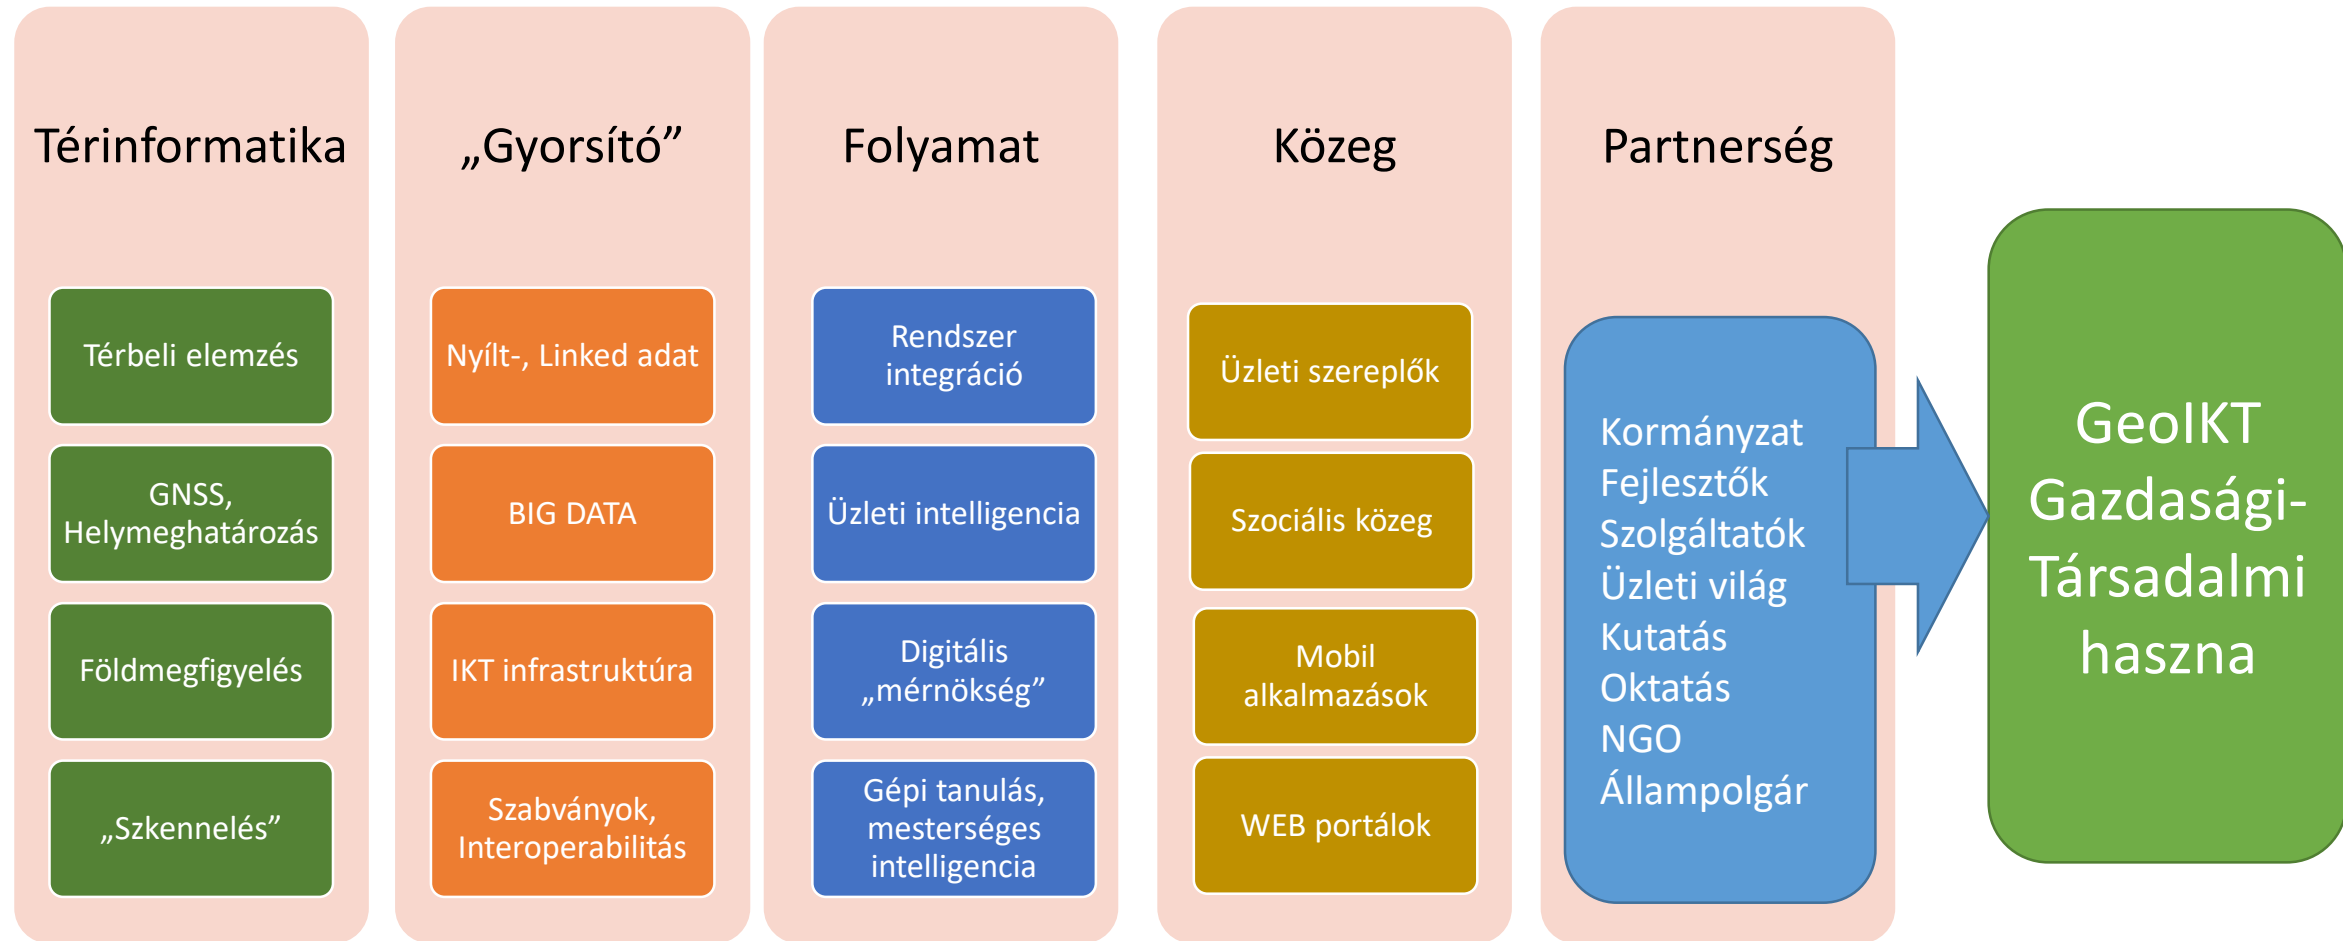 Térinformatika
Térbeli elemzés
GNSS,
Helymeghatározás
Földmegfigyelés
„Szkennelés”
„Gyorsító”
Nyílt-, Linked adat
BIG DATA
IKT infrastruktúra
Szabványok,
Interoperabilitás
Folyamat
Rendszer
integráció
Üzleti intelligencia
Digitális
„mérnökség”
Gépi tanulás,
mesterséges
intelligencia
Közeg
Üzleti szereplők
Szociális közeg
Mobil
alkalmazások
WEB portálok
Partnerség
Kormányzat
Fejlesztők
Szolgáltatók
Üzleti világ
Kutatás
Oktatás
NGO
Állampolgár
GeoIKT
Gazdasági-
Társadalmi
haszna